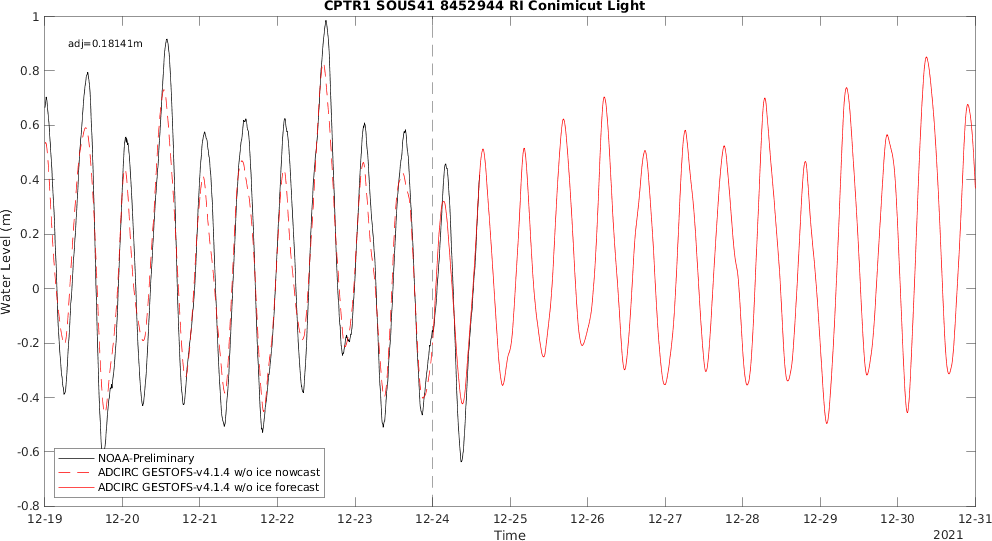 CPTR1 SOUS41 8452944 RI Conimicut Light
adj=0.18141m
1
0.8
0.6
0.4
0.2
0
-0.2
-0.4
-0.6
-0.8
Water Level (m)
NOAA-Preliminary
ADCIRC GESTOFS-v4.1.4 w/o ice nowcast
ADCIRC GESTOFS-v4.1.4 w/o ice forecast
12-19 12-20 12-21 12-22 12-23 12-24 12-25 12-26 12-27 12-28 12-29 12-30 12-31
Time
2021